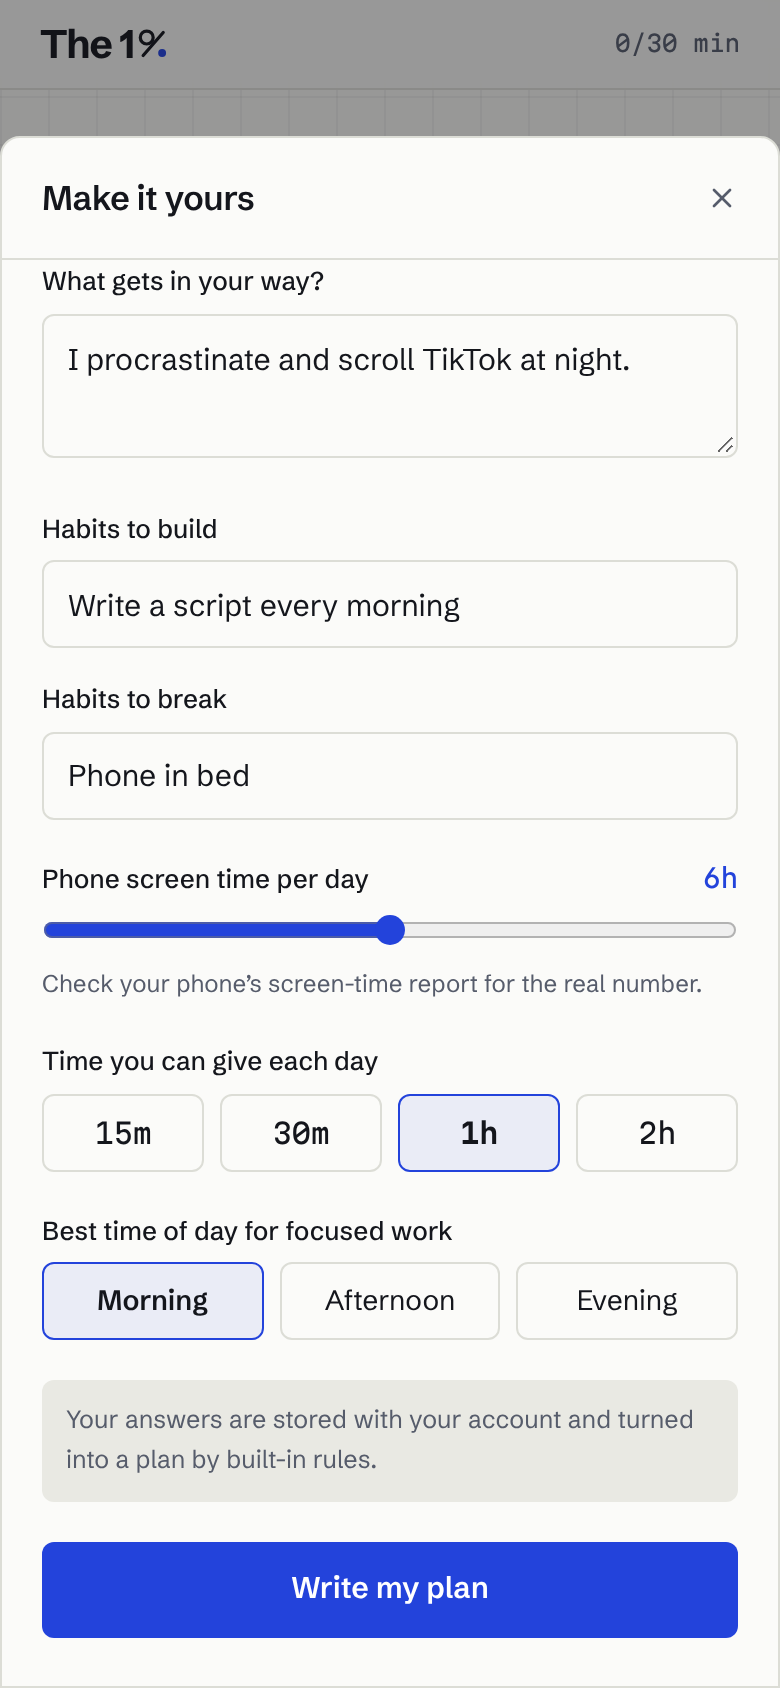 The 1%.
0/30 min
Make it yours
What gets in your way?
I procrastinate and scroll TikTok at night.
Habits to build
Write a script every morning
Habits to break
Phone in bed
Phone screen time per day
6h
Check your phone’s screen-time report for the real number.
Time you can give each day
15m
30m
1h
2h
Best time of day for focused work
Morning
Afternoon
Evening
Your answers are stored with your account and turned
into a plan by built-in rules.
Write my plan